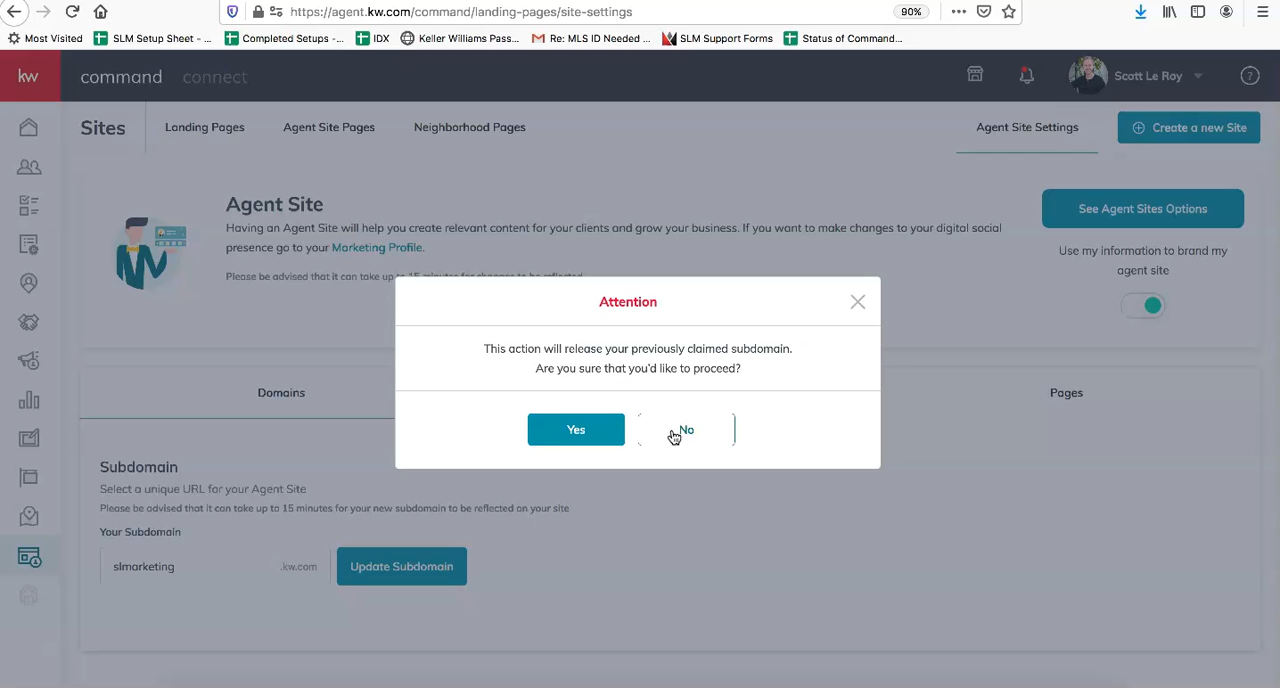 https://agent.kw.com/command/landing-pages/site-settings
90%
Most Visited
SLM Setup Sheet - ...
Completed Setups -...
IDX
Keller Williams Pass...
Re: MLS ID Needed ...
SLM Support Forms
Status of Command...
kw
command
connect
Scott Le Roy
?
Sites
Landing Pages
Agent Site Pages
Neighborhood Pages
Agent Site Settings
Create a new Site
Agent Site
Having an Agent Site will help you create relevant content for your clients and grow your business. If you want to make changes to your digital social
presence go to your Marketing Profile.
Please be advised that it can take up to 15 minutes for changes to be reflected.
See Agent Sites Options
Use my information to brand my
agent site
Attention
This action will release your previously claimed subdomain.
Are you sure that you'd like to proceed?
Yes
No
Domains
Pages
Subdomain
Select a unique URL for your Agent Site
Please be advised that it can take up to 15 minutes for your new subdomain to be reflected on your site
Your Subdomain
slmarketing
.kw.com
Update Subdomain